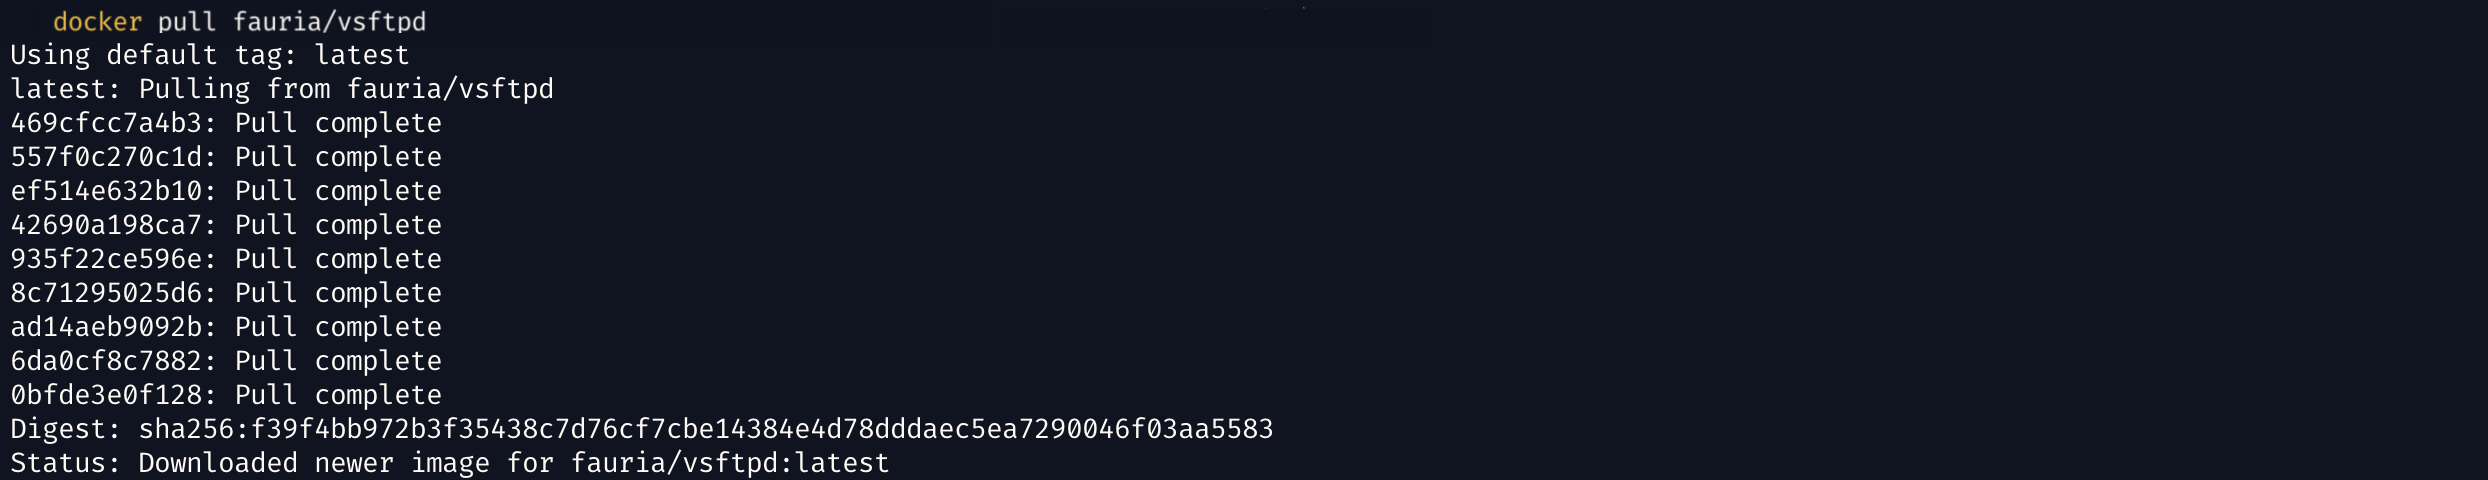 docker pull fauria/vsftpd
Using default tag: latest
latest: Pulling from fauria/vsftpd
469cfcc7a4b3: Pull complete
557f0c270c1d: Pull complete
ef514e632b10: Pull complete
42690a198ca7: Pull complete
935f22ce596e: Pull complete
8c71295025d6: Pull complete
ad14aeb9092b: Pull complete
6da0cf8c7882: Pull complete
0bfde3e0f128: Pull complete
Digest: sha256:f39f4bb972b3f35438c7d76cf7cbe14384e4d78dddaec5ea7290046f03aa5583
Status: Downloaded newer image for fauria/vsftpd:latest